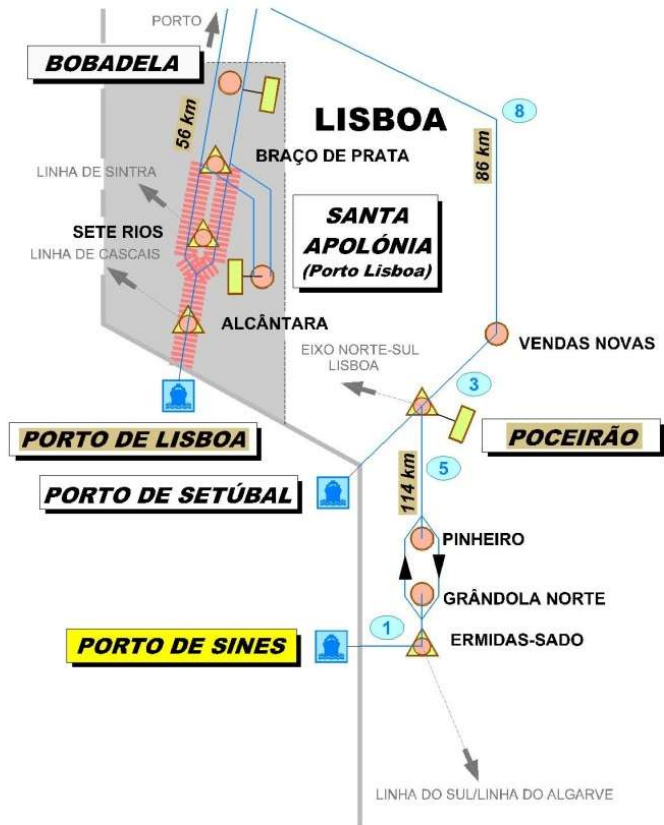 PORTO
BOBADELA
56 km
LISBOA
8
BRAÇO DE PRATA
86 km
LINHA DE SINTRA
SETE RIOS
SANTA
APOLÓNIA
(Porto Lisboa)
LINHA DE CASCAIS
ALCÂNTARA
VENDAS NOVAS
EIXO NORTE-SUL
LISBOA
3
PORTO DE LISBOA
POCEIRÃO
5
PORTO DE SETÚBAL
114 km
PINHEIRO
GRÂNDOLA NORTE
1
PORTO DE SINES
ERMIDAS-SADO
LINHA DO SUL/LINHA DO ALGARVE